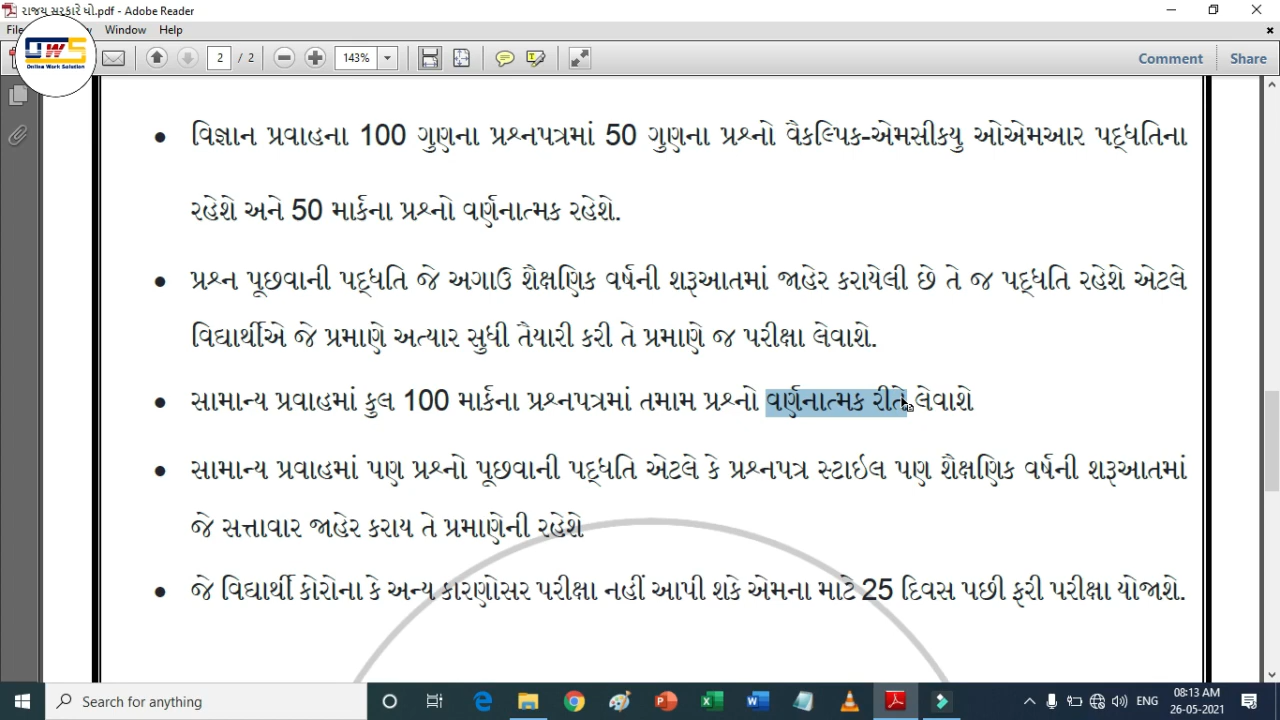 રાજ્ય સરકારે ધો.pdf - Adobe Reader
Window Help
UWS
Online Work Solution
2 / 2 143% Comment Share
વિજ્ઞાન પ્રવાહના 100 ગુણના પ્રશ્નપત્રમાં 50 ગુણના પ્રશ્નો વૈકલ્પિક-એમસીક્યુ ઓએમઆર પદ્ધતિના
રહેશે અને 50 માર્કના પ્રશ્નો વર્ણનાત્મક રહેશે.
પ્રશ્ન પૂછવાની પદ્ધતિ જે અગાઉ શૈક્ષણિક વર્ષની શરૂઆતમાં જાહેર કરાયેલી છે તે જ પદ્ધતિ રહેશે એટલે
વિદ્યાર્થીએ જે પ્રમાણે અત્યાર સુધી તૈયારી કરી તે પ્રમાણે જ પરીક્ષા લેવાશે.
સામાન્ય પ્રવાહમાં કુલ 100 માર્કના પ્રશ્નપત્રમાં તમામ પ્રશ્નો વર્ણનાત્મક રીતે લેવાશે
સામાન્ય પ્રવાહમાં પણ પ્રશ્નો પૂછવાની પદ્ધતિ એટલે કે પ્રશ્નપત્ર સ્ટાઇલ પણ શૈક્ષણિક વર્ષની શરૂઆતમાં
જે સત્તાવાર જાહેર કરાય તે પ્રમાણેની રહેશે
જે વિદ્યાર્થી કોરોના કે અન્ય કારણોસર પરીક્ષા નહીં આપી શકે એમના માટે 25 દિવસ પછી ફરી પરીક્ષા યોજાશે.
Search for anything
ENG
08:13 AM
26-05-2021